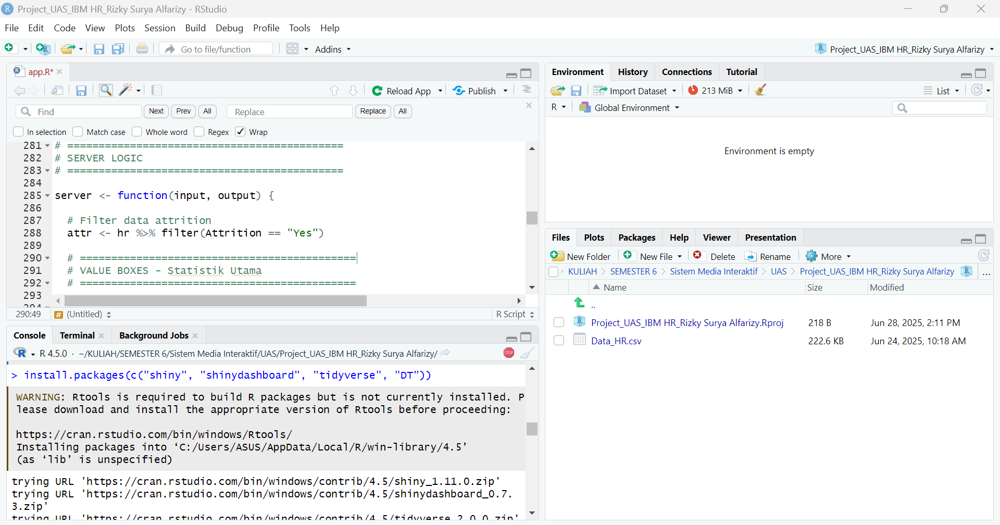 Project_UAS_IBM HR_Rizky Surya Alfarizy - RStudio
File Edit Code View Plots Session Build Debug Profile Tools Help
Go to file/function Addins Project_UAS_IBM HR_Rizky Surya Alfarizy
app.R*
Reload App Publish
Find Next Prev All Replace Replace All
In selection Match case Whole word Regex Wrap
281 # ============================================
282 # SERVER LOGIC
283 # ============================================
284
285 server <- function(input, output) {
286
287 # Filter data attrition
288 attr <- hr %>% filter(Attrition == "Yes")
289
290 # ============================================
291 # VALUE BOXES - Statistik Utama
292 # ============================================
293
294
290:49 # (Untitled) R Script
Console Terminal Background Jobs
R 4.5.0 · ~/KULIAH/SEMESTER 6/Sistem Media Interaktif/UAS/Project_UAS_IBM HR_Rizky Surya Alfarizy/
STOP
> install.packages(c("shiny", "shinydashboard", "tidyverse", "DT"))
WARNING: Rtools is required to build R packages but is not currently installed. P
lease download and install the appropriate version of Rtools before proceeding:
https://cran.rstudio.com/bin/windows/Rtools/
Installing packages into ‘C:/Users/ASUS/AppData/Local/R/win-library/4.5’
(as ‘lib’ is unspecified)
trying URL 'https://cran.rstudio.com/bin/windows/contrib/4.5/shiny_1.11.0.zip'
trying URL 'https://cran.rstudio.com/bin/windows/contrib/4.5/shinydashboard_0.7.
3.zip'
trying URL 'https://cran.rstudio.com/bin/windows/contrib/4.5/tidyverse_2.0.0.zip'
Environment History Connections Tutorial
Import Dataset 213 MiB List
R Global Environment
Environment is empty
Files Plots Packages Help Viewer Presentation
New Folder New File Delete Rename More
KULIAH SEMESTER 6 Sistem Media Interaktif UAS Project_UAS_IBM HR_Rizky Surya Alfarizy ...
Name Size Modified
..
Project_UAS_IBM HR_Rizky Surya Alfarizy.Rproj 218 B Jun 28, 2025, 2:11 PM
Data_HR.csv 222.6 KB Jun 24, 2025, 10:18 AM